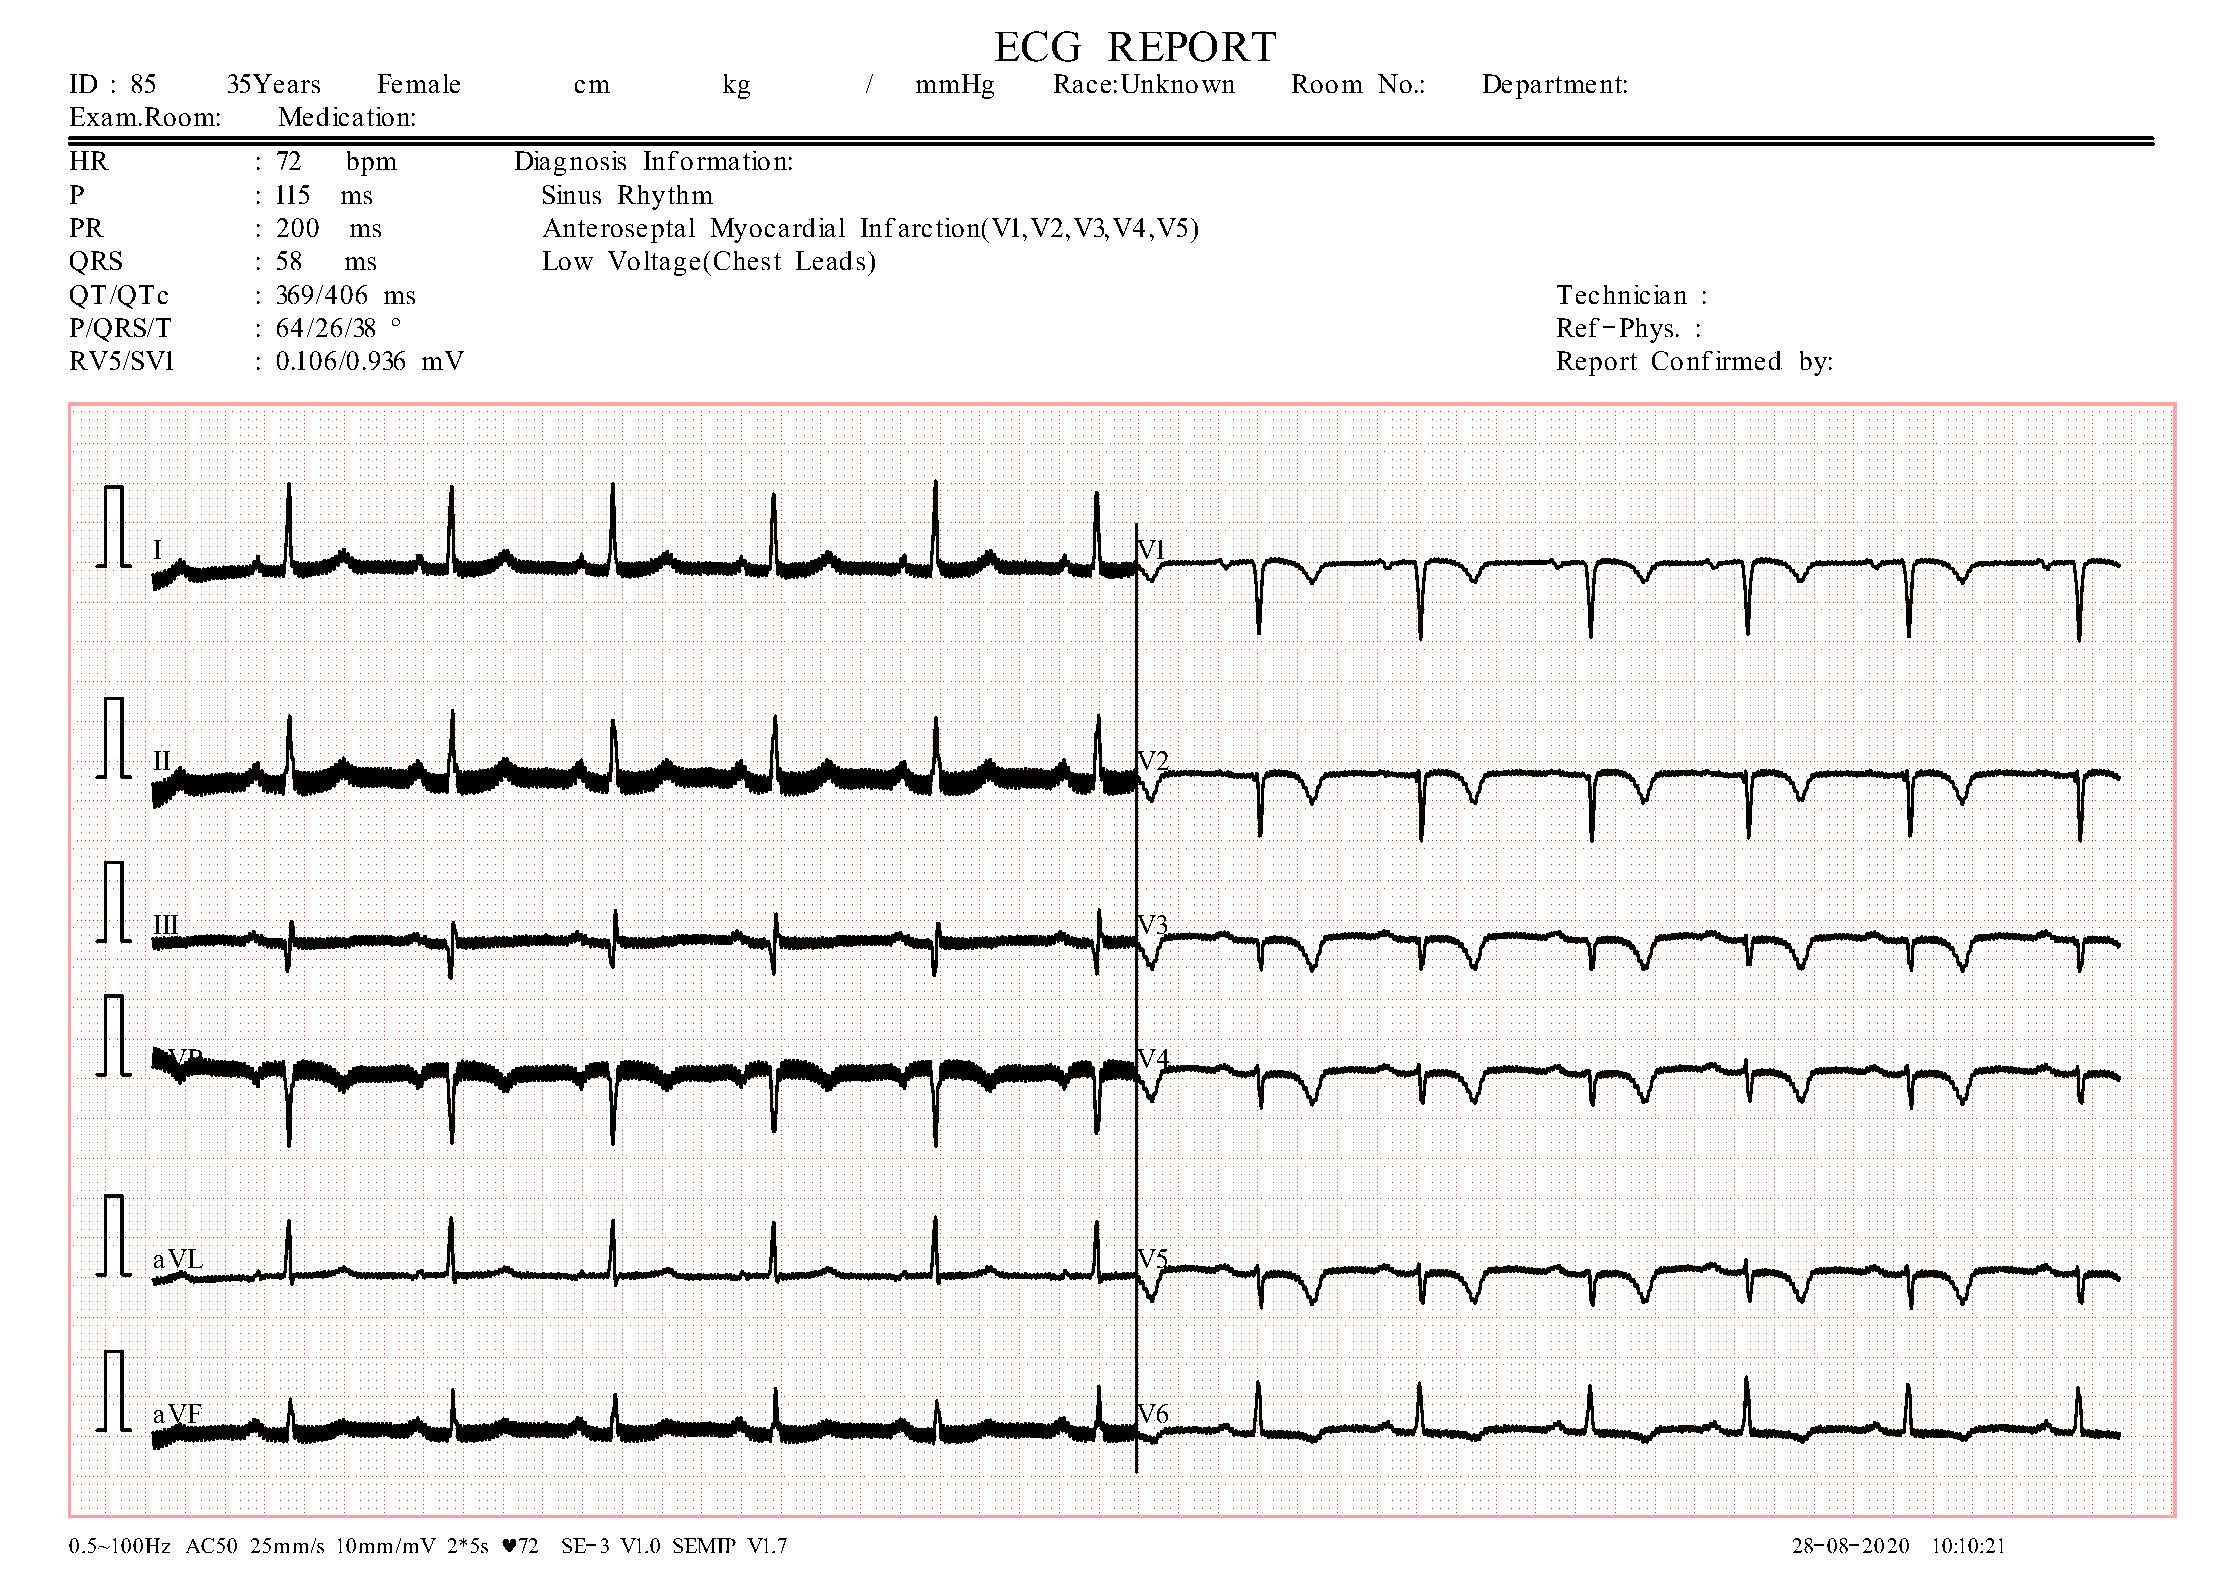 ECG REPORT
ID : 85 35Years Female cm kg / mmHg Race:Unknown Room No.: Department:
Exam.Room: Medication:
HR : 72 bpm Diagnosis Information:
P : 115 ms Sinus Rhythm
PR : 200 ms Anteroseptal Myocardial Infarction(V1,V2,V3,V4,V5)
QRS : 58 ms Low Voltage(Chest Leads)
QT/QTc : 369/406 ms Technician :
P/QRS/T : 64/26/38 ° Ref-Phys. :
RV5/SV1 : 0.106/0.936 mV Report Confirmed by:
I V1
II V2
III V3
V4
aVL V5
aVF V6
0.5~100Hz AC50 25mm/s 10mm/mV 2*5s ♥72 SE-3 V1.0 SEMIP V1.7 28-08-2020 10:10:21